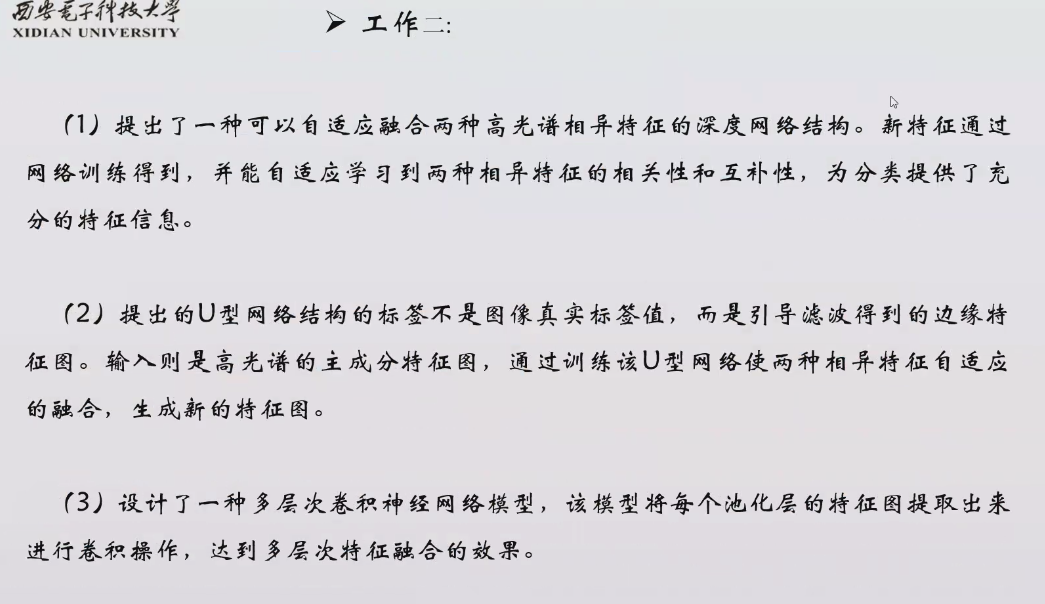 西安电子科技大学
XIDIAN UNIVERSITY
➢ 工作二:
(1) 提出了一种可以自适应融合两种高光谱相异特征的深度网络结构。新特征通过
网络训练得到，并能自适应学习到两种相异特征的相关性和互补性，为分类提供了充
分的特征信息。
(2) 提出的U型网络结构的标签不是图像真实标签值，而是引导滤波得到的边缘特
征图。输入则是高光谱的主成分特征图，通过训练该U型网络使两种相异特征自适应
的融合，生成新的特征图。
(3) 设计了一种多层次卷积神经网络模型，该模型将每个池化层的特征图提取出来
进行卷积操作，达到多层次特征融合的效果。